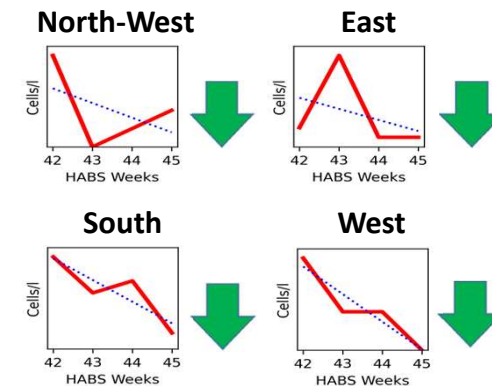 North-West
Cells/l
42 43 44 45
HABS Weeks
East
Cells/l
42 43 44 45
HABS Weeks
South
Cells/l
42 43 44 45
HABS Weeks
West
Cells/l
42 43 44 45
HABS Weeks